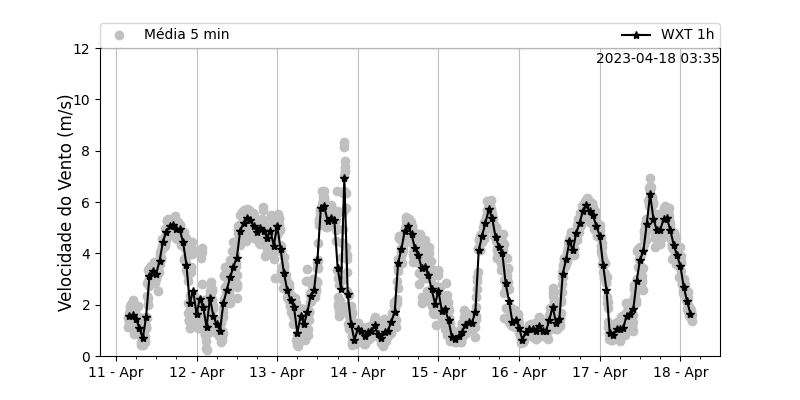 Média 5 min
WXT 1h
2023-04-18 03:35
Velocidade do Vento (m/s)
12
10
8
6
4
2
0
11 - Apr
12 - Apr
13 - Apr
14 - Apr
15 - Apr
16 - Apr
17 - Apr
18 - Apr